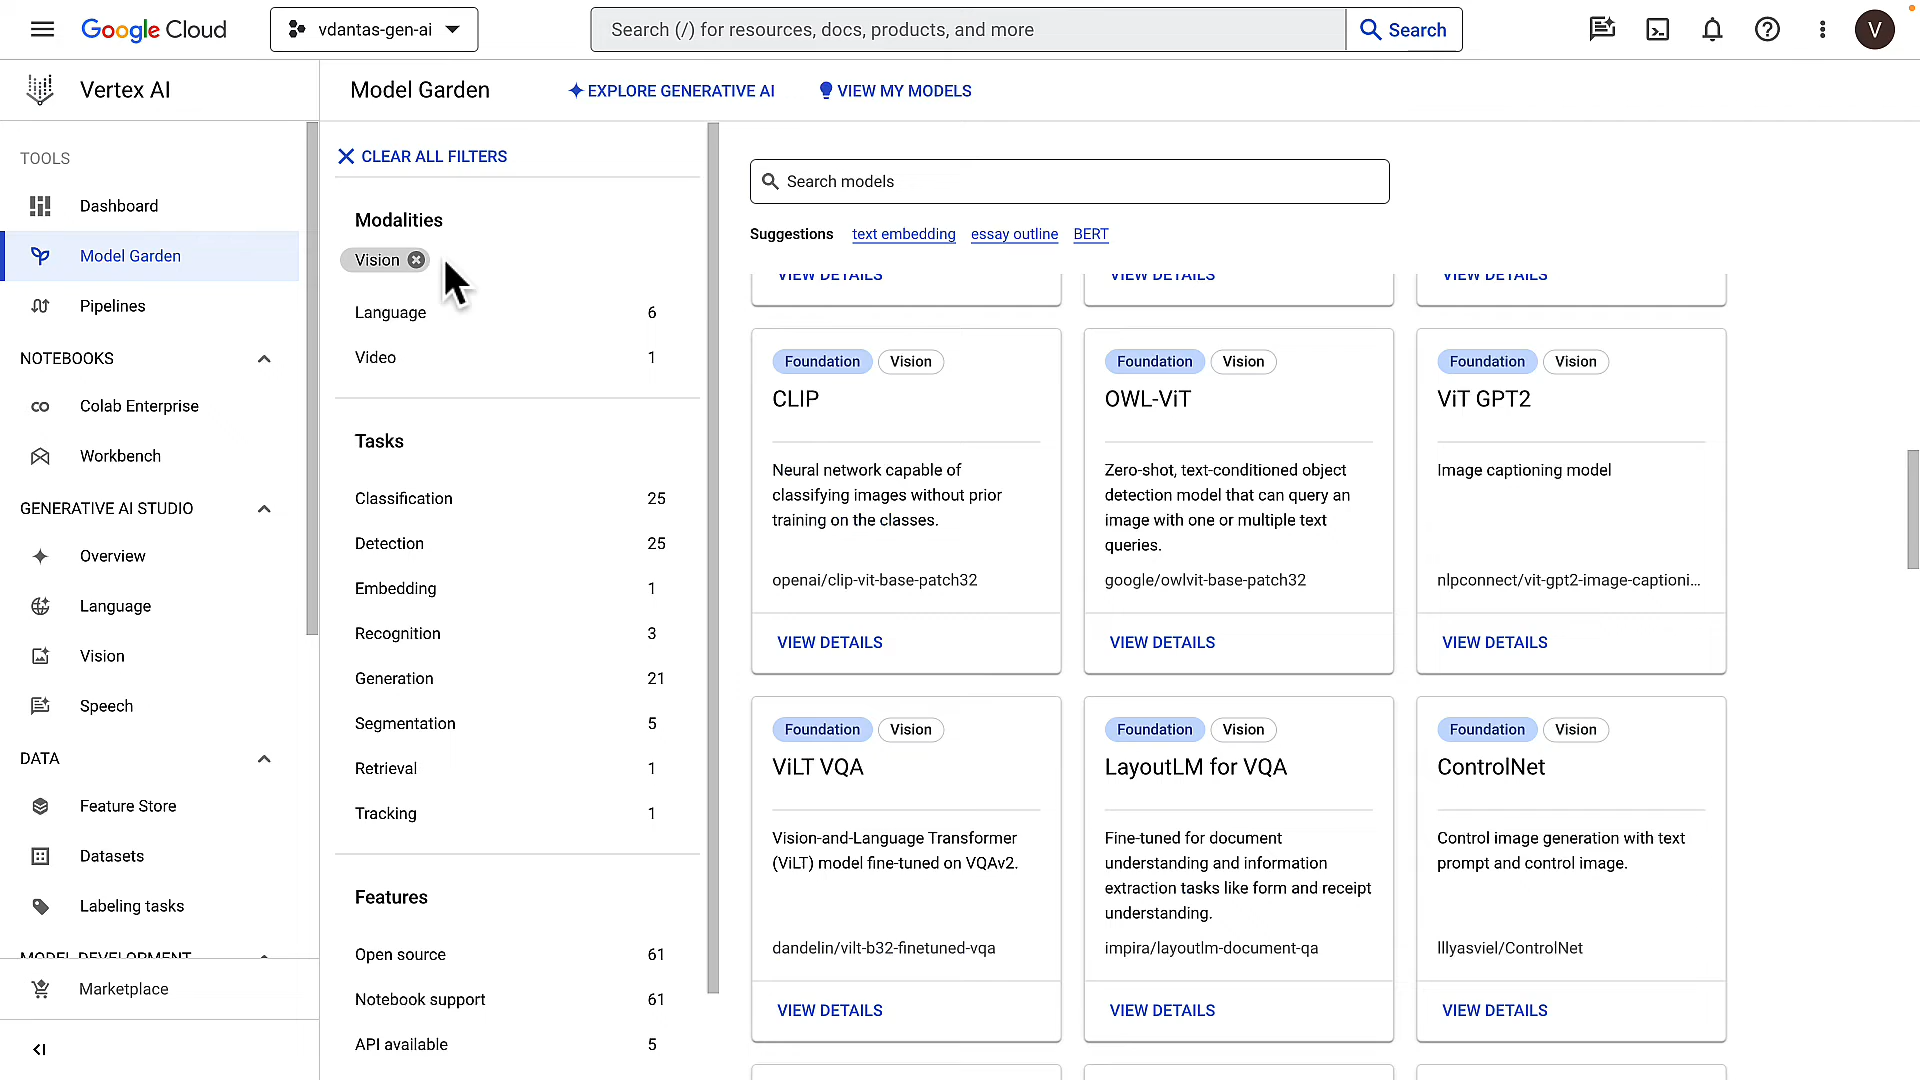 Google Cloud
vdantas-gen-ai
Search (/) for resources, docs, products, and more
Search
V
Vertex AI
Model Garden
EXPLORE GENERATIVE AI
VIEW MY MODELS
TOOLS
Dashboard
Model Garden
Pipelines
NOTEBOOKS
Colab Enterprise
Workbench
GENERATIVE AI STUDIO
Overview
Language
Vision
Speech
DATA
Feature Store
Datasets
Labeling tasks
MODEL DEVELOPMENT
Marketplace
CLEAR ALL FILTERS
Modalities
Vision
Language 6
Video 1
Tasks
Classification 25
Detection 25
Embedding 1
Recognition 3
Generation 21
Segmentation 5
Retrieval 1
Tracking 1
Features
Open source 61
Notebook support 61
API available 5
Search models
Suggestions text embedding essay outline BERT
VIEW DETAILS
VIEW DETAILS
VIEW DETAILS
Foundation Vision
CLIP
Neural network capable of
classifying images without prior
training on the classes.
openai/clip-vit-base-patch32
VIEW DETAILS
Foundation Vision
OWL-ViT
Zero-shot, text-conditioned object
detection model that can query an
image with one or multiple text
queries.
google/owlvit-base-patch32
VIEW DETAILS
Foundation Vision
ViT GPT2
Image captioning model
nlpconnect/vit-gpt2-image-captioni...
VIEW DETAILS
Foundation Vision
ViLT VQA
Vision-and-Language Transformer
(ViLT) model fine-tuned on VQAv2.
dandelin/vilt-b32-finetuned-vqa
VIEW DETAILS
Foundation Vision
LayoutLM for VQA
Fine-tuned for document
understanding and information
extraction tasks like form and receipt
understanding.
impira/layoutlm-document-qa
VIEW DETAILS
Foundation Vision
ControlNet
Control image generation with text
prompt and control image.
lllyasviel/ControlNet
VIEW DETAILS